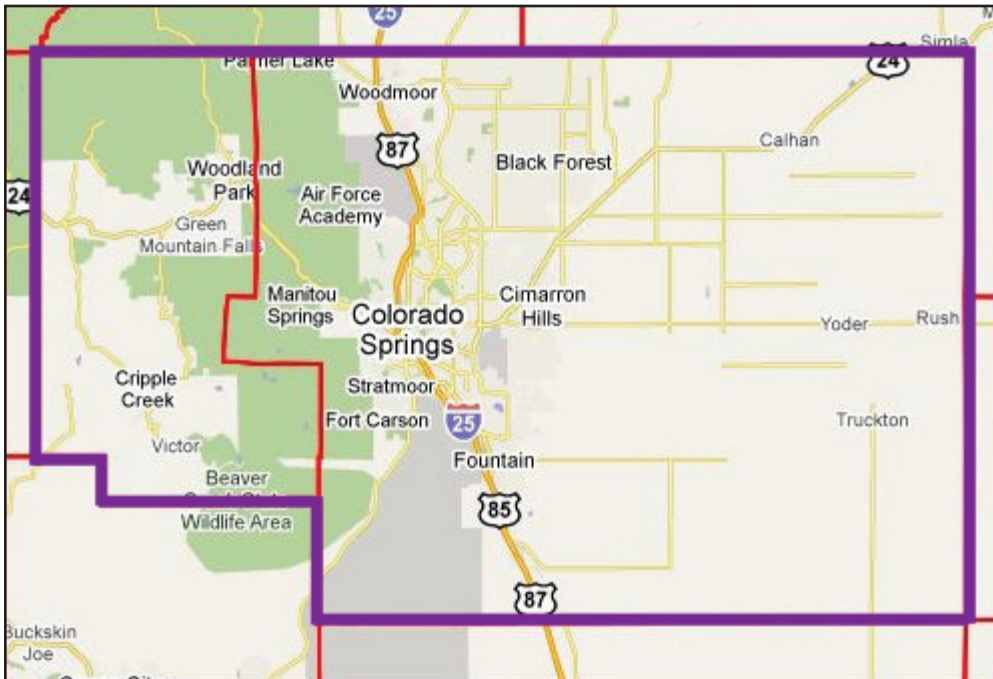 25
Simla
24
Palmer Lake
Woodmoor
87
Calhan
Black Forest
Woodland
Park
24
Air Force
Academy
Green
Mountain Falls
Manitou
Springs
Cimarron
Hills
Colorado
Springs
Yoder
Rush
Cripple
Creek
Stratmoor
Fort Carson
25
Truckton
Victor
Fountain
Beaver
Wildlife Area
85
87
Buckskin
Joe